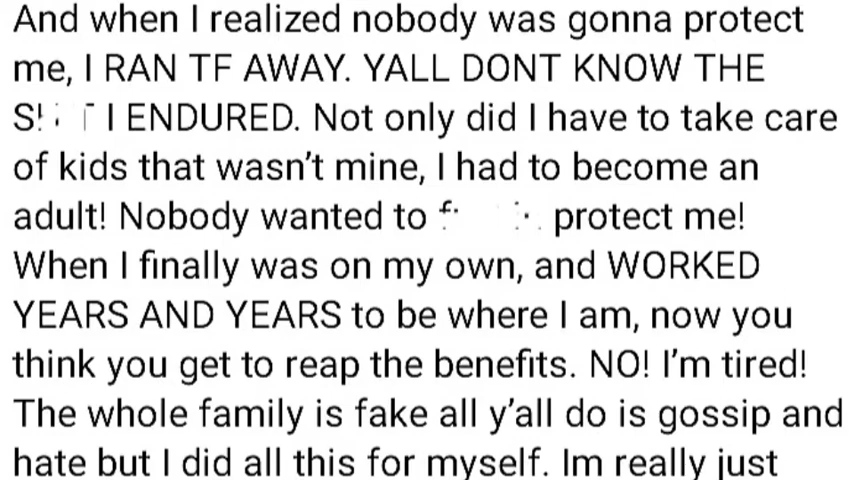 And when I realized nobody was gonna protect
me, I RAN TF AWAY. YALL DONT KNOW THE
I ENDURED. Not only did I have to take care
of kids that wasn't mine, I had to become an
adult! Nobody wanted to protect me!
When I finally was on my own, and WORKED
YEARS AND YEARS to be where I am, now you
think you get to reap the benefits. NO! I'm tired!
The whole family is fake all y'all do is gossip and
hate but I did all this for myself. Im really just